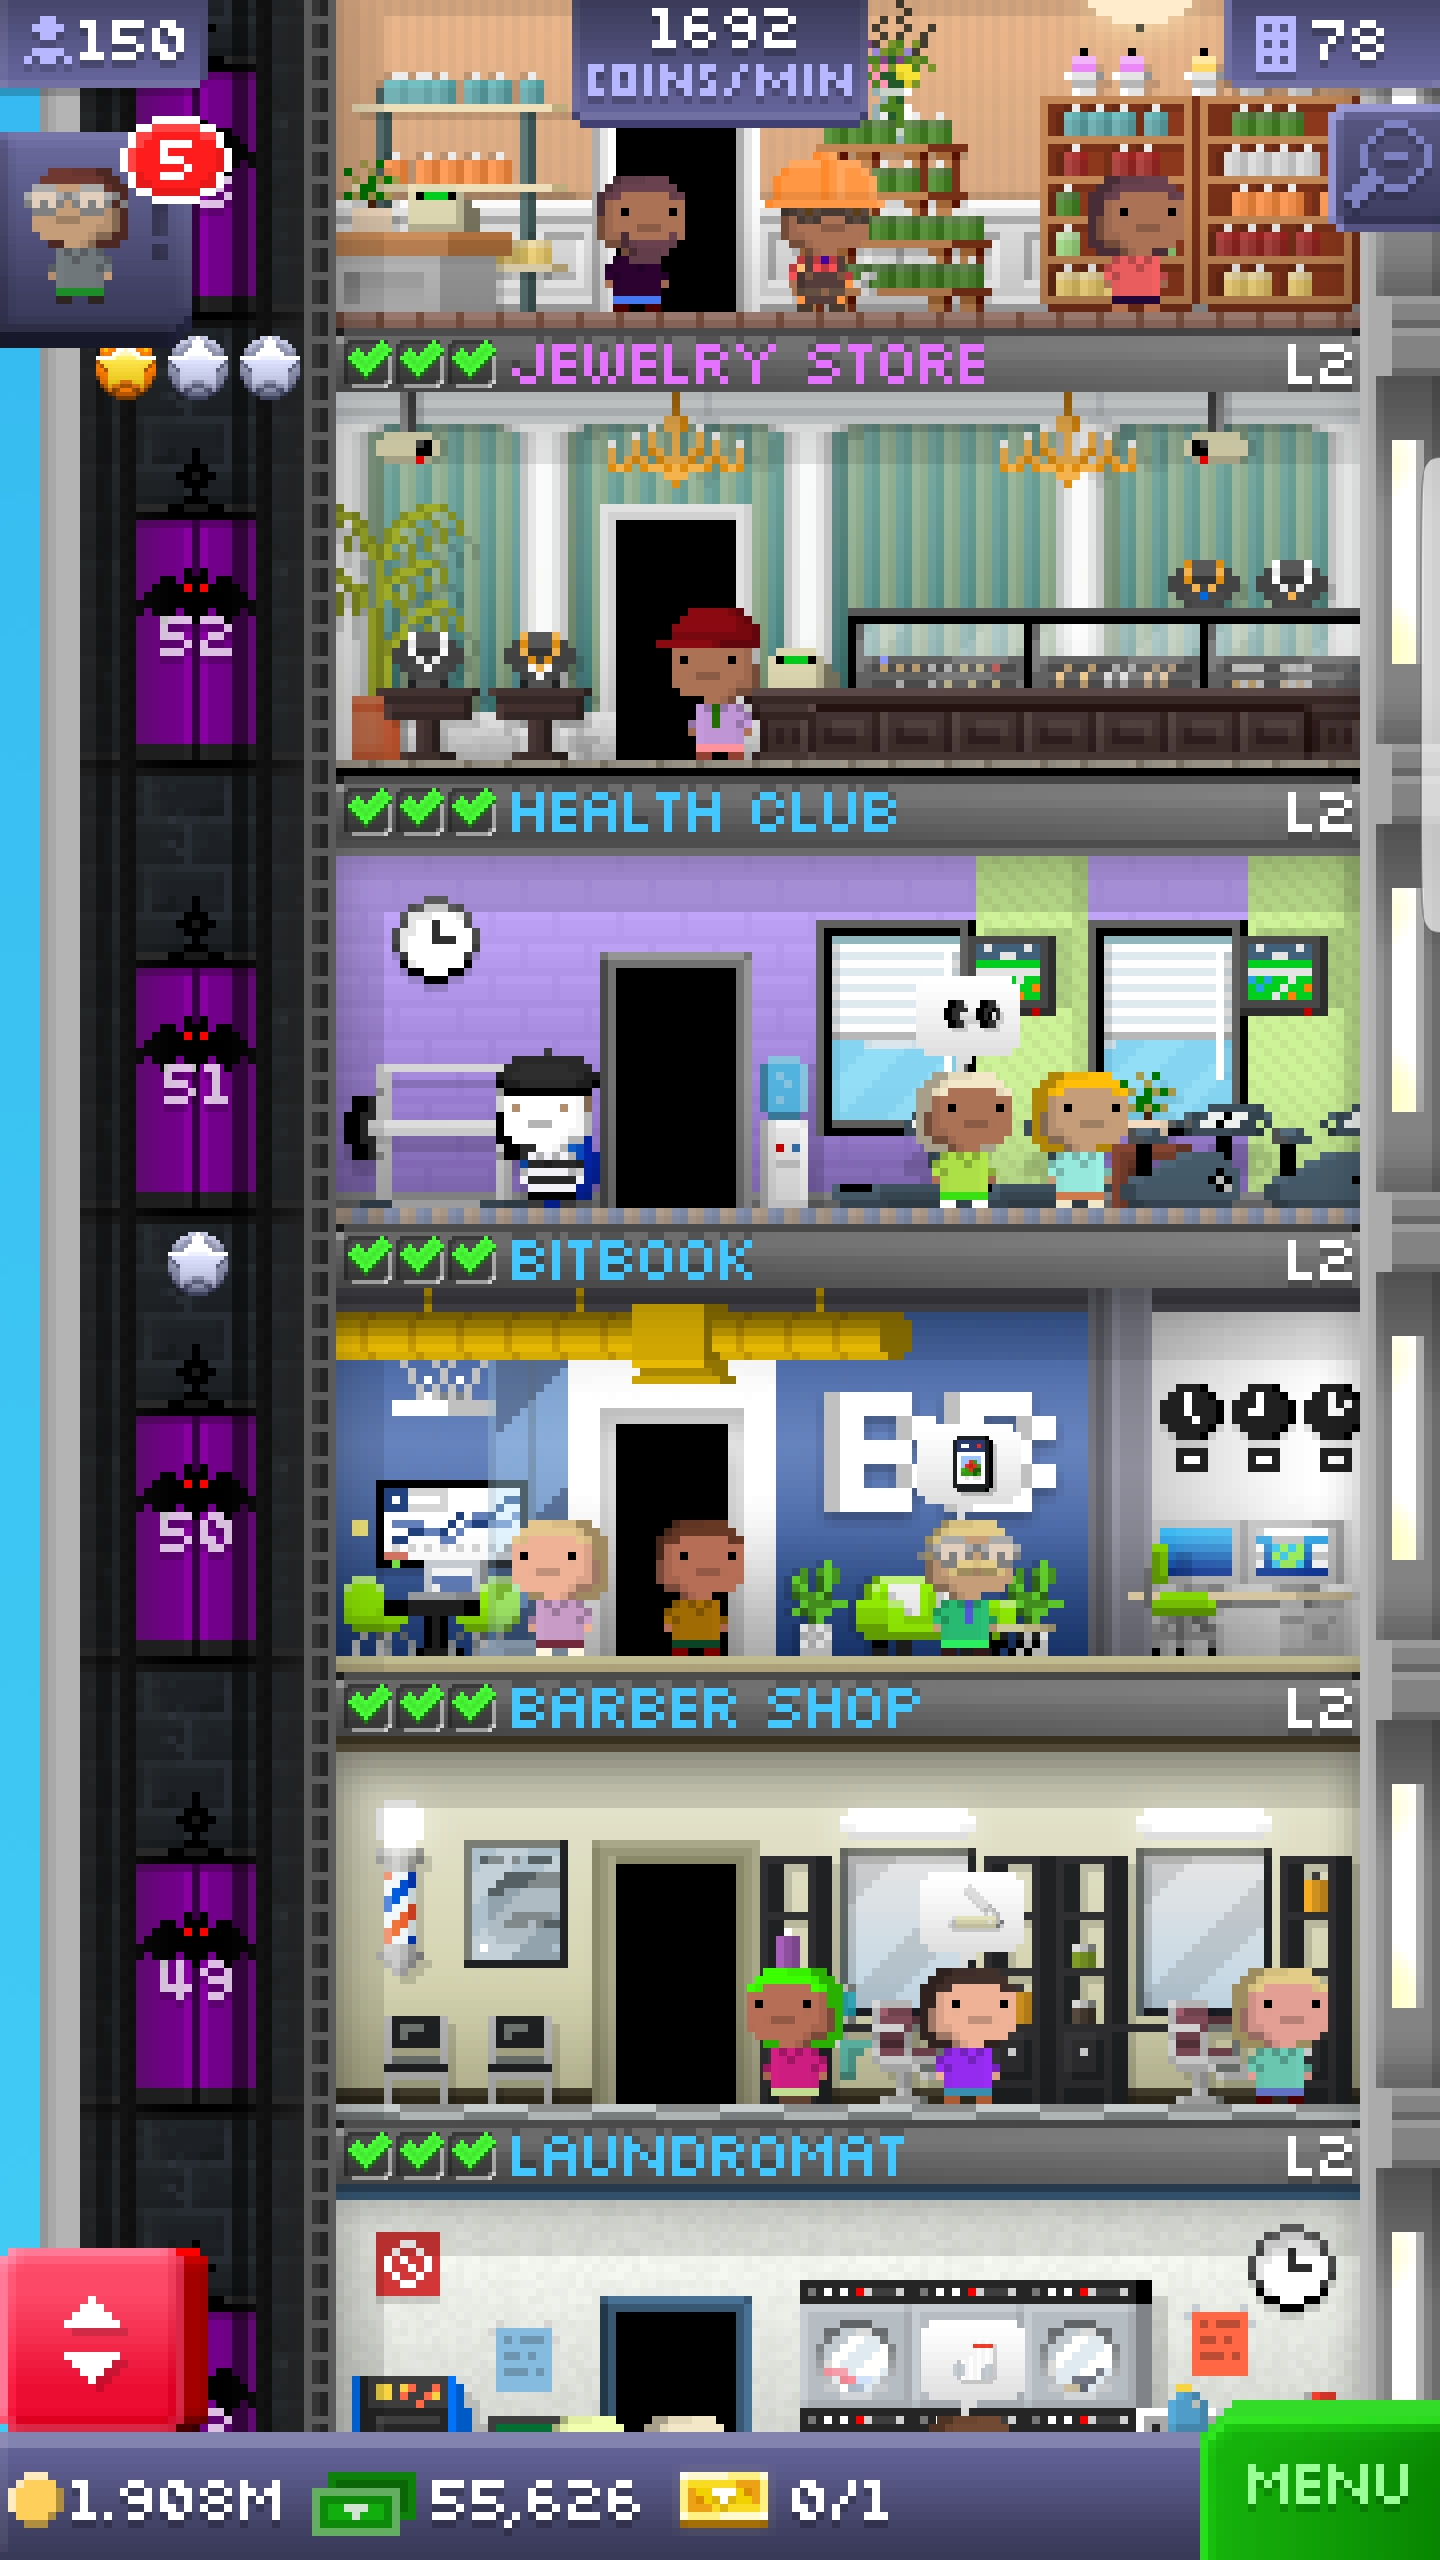 150
1692
COINS/MIN
78
5
JEWELRY STORE L2
52
HEALTH CLUB L2
51
BITBOOK L2
50
BARBER SHOP L2
49
LAUNDROMAT L2
1.908M 55,626 0/1 MENU